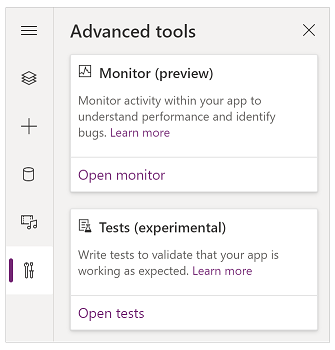 Advanced tools
Monitor (preview)
Monitor activity within your app to
understand performance and identify
bugs. Learn more
Open monitor
Tests (experimental)
Write tests to validate that your app is
working as expected. Learn more
Open tests